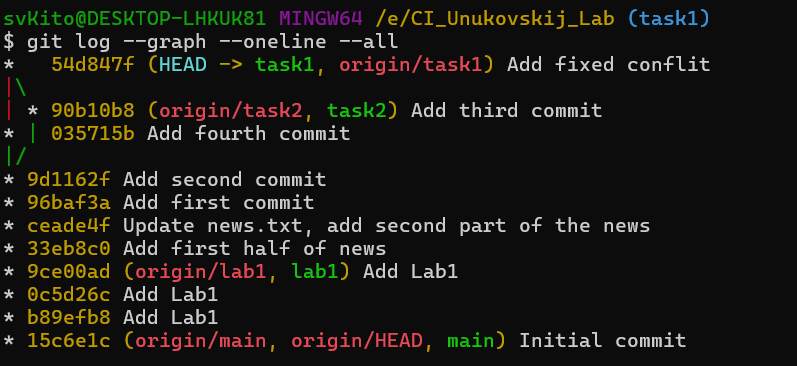 svKito@DESKTOP-LHKUK81 MINGW64 /e/CI_Unukovskij_Lab (task1)
$ git log --graph --oneline --all
*   54d847f (HEAD -> task1, origin/task1) Add fixed conflit
|\
| * 90b10b8 (origin/task2, task2) Add third commit
* | 035715b Add fourth commit
|/
* 9d1162f Add second commit
* 96baf3a Add first commit
* ceade4f Update news.txt, add second part of the news
* 33eb8c0 Add first half of news
* 9ce00ad (origin/lab1, lab1) Add Lab1
* 0c5d26c Add Lab1
* b89efb8 Add Lab1
* 15c6e1c (origin/main, origin/HEAD, main) Initial commit